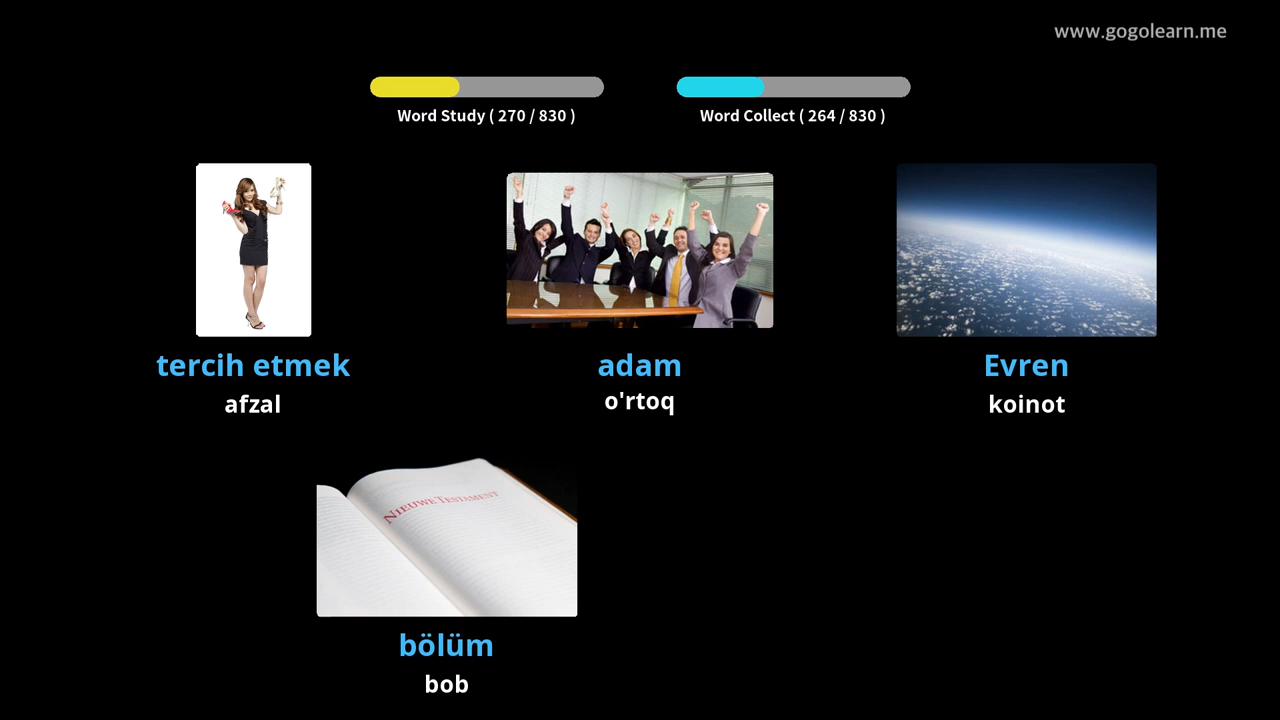 www.gogolearn.me
Word Study ( 270 / 830 )
Word Collect ( 264 / 830 )
tercih etmek
afzal
adam
o'rtoq
Evren
koinot
NIEUWE TESTAMENT
bölüm
bob